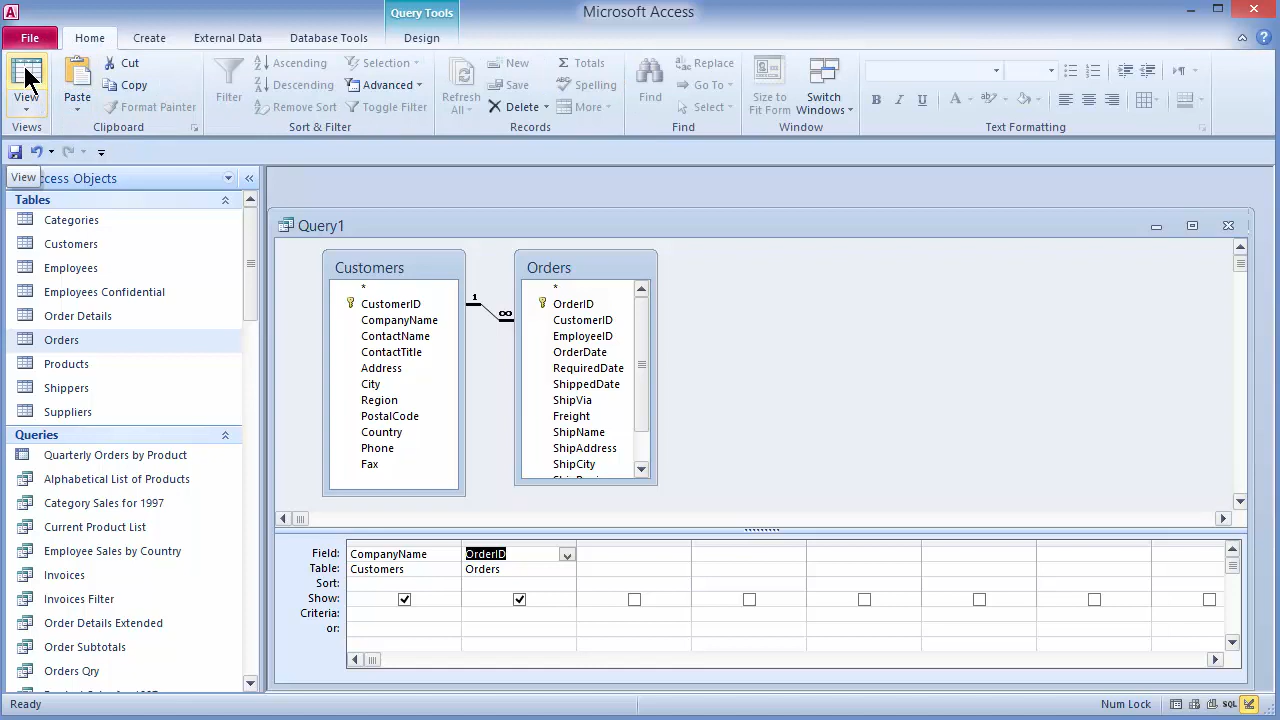 Query Tools
Microsoft Access
File
Home
Create
External Data
Database Tools
Design
View
Views
Paste
Cut
Copy
Format Painter
Clipboard
Filter
Ascending
Descending
Remove Sort
Selection
Advanced
Toggle Filter
Sort & Filter
Refresh
All
New
Save
Delete
Totals
Spelling
More
Records
Find
Replace
Go To
Select
Find
Size to
Fit Form
Switch
Windows
Window
B I U A ab
Text Formatting
View
ccess Objects
Tables
Categories
Customers
Employees
Employees Confidential
Order Details
Orders
Products
Shippers
Suppliers
Queries
Quarterly Orders by Product
Alphabetical List of Products
Category Sales for 1997
Current Product List
Employee Sales by Country
Invoices
Invoices Filter
Order Details Extended
Order Subtotals
Orders Qry
Query1
Customers
*
CustomerID
CompanyName
ContactName
ContactTitle
Address
City
Region
PostalCode
Country
Phone
Fax
1
∞
Orders
*
OrderID
CustomerID
EmployeeID
OrderDate
RequiredDate
ShippedDate
ShipVia
Freight
ShipName
ShipAddress
ShipCity
Field: CompanyName OrderID
Table: Customers Orders
Sort:
Show:
Criteria:
or:
Ready
Num Lock
SQL